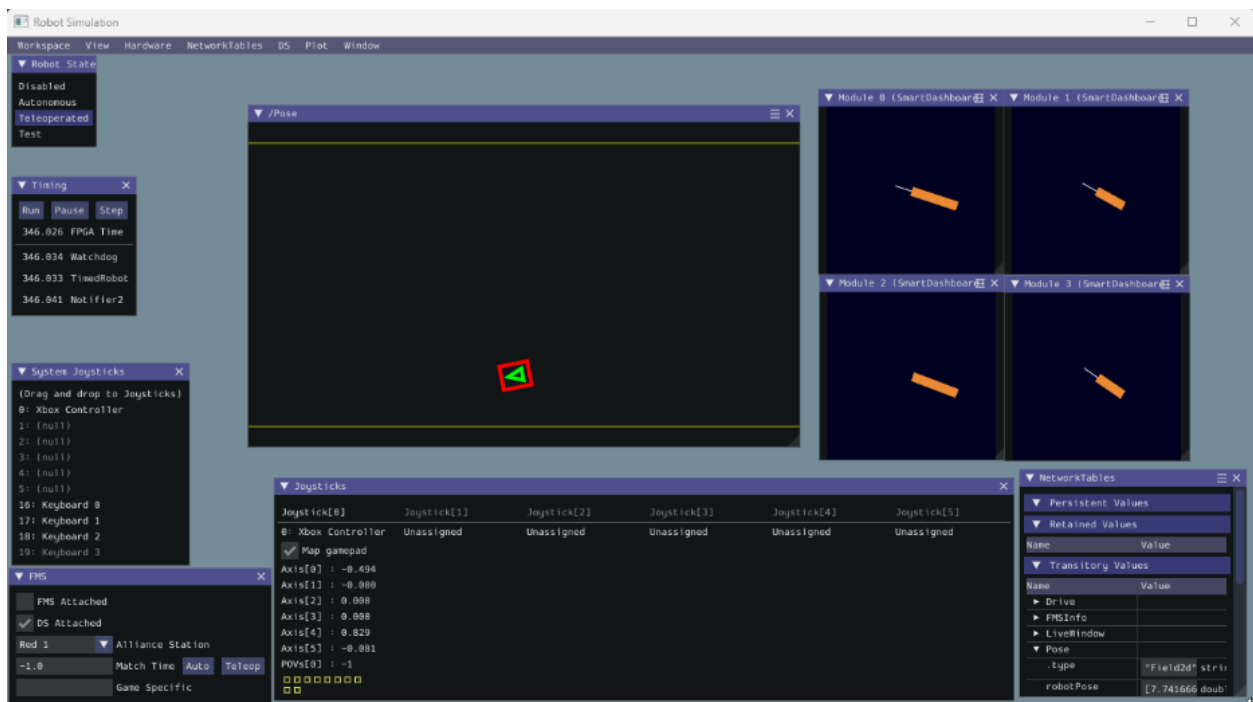 Robot Simulation
Workspace View Hardware NetworkTables DS Plot Window
Robot State
Disabled
Autonomous
Teleoperated
Test
Timing
Run Pause Step
346.026 FPGA Time
346.034 Watchdog
346.033 TimedRobot
346.041 Notifier2
/Pose
Module 0 (SmartDashboar
Module 1 (SmartDashboar
Module 2 (SmartDashboar
Module 3 (SmartDashboar
System Joysticks
(Drag and drop to Joysticks)
0: Xbox Controller
1: (null)
2: (null)
3: (null)
4: (null)
5: (null)
16: Keyboard 0
17: Keyboard 1
18: Keyboard 2
19: Keyboard 3
FMS
FMS Attached
DS Attached
Red 1 Alliance Station
-1.0 Match Time Auto Teleop
Game Specific
Joysticks
Joystick[0] Joystick[1] Joystick[2] Joystick[3] Joystick[4] Joystick[5]
0: Xbox Controller Unassigned Unassigned Unassigned Unassigned Unassigned
Map gamepad
Axis[0] : -0.494
Axis[1] : -0.080
Axis[2] : 0.000
Axis[3] : 0.000
Axis[4] : 0.829
Axis[5] : -0.081
POVs[0] : -1
NetworkTables
Persistent Values
Retained Values
Name Value
Transitory Values
Name Value
Drive
FMSInfo
LiveWindow
Pose
.type "Field2d" stri
robotPose [7.741666 doub